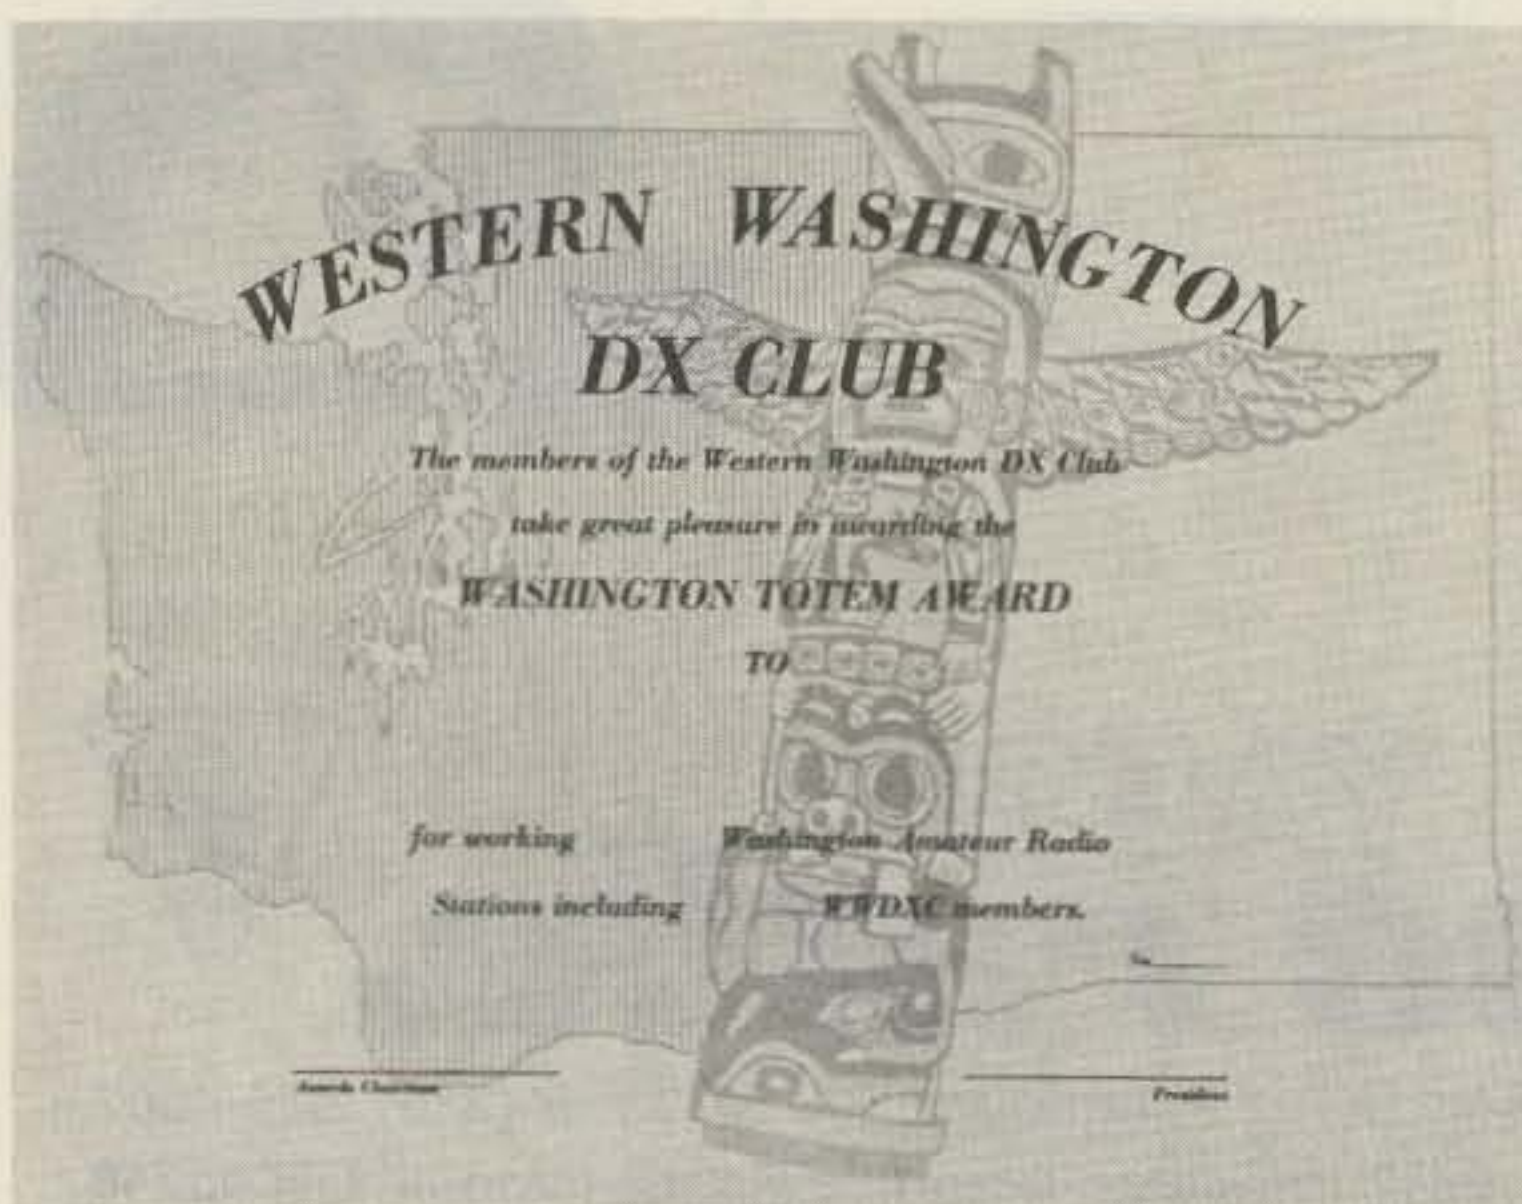 WESTERN WASHINGTON
DX CLUB
The members of the Western Washington DX Club
take great pleasure in awarding the
WASHINGTON TOTEM AWARD
TO
for working Washington Amateur Radio
Stations including WWDXC members.
Awards Chairman President